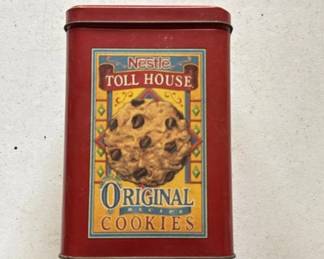 Nestlé
TOLL HOUSE
ORIGINAL
RECIPE
COOKIES